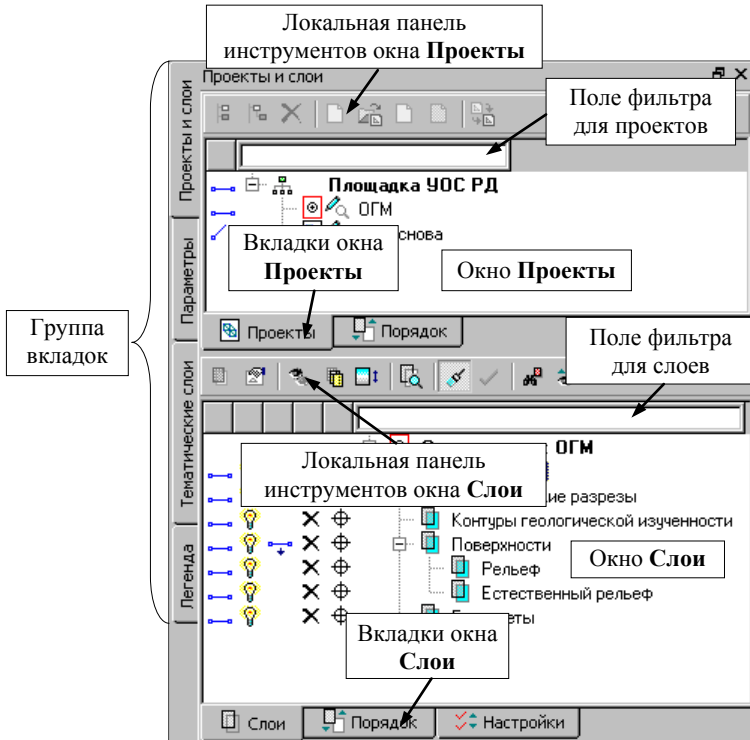 Локальная панель
инструментов окна Проекты
Проекты и слои
Поле фильтра
для проектов
Проекты и слои
Параметры
Тематические слои
Легенда
Группа
вкладок
Площадка УОС РД
ОГМ
снова
Вкладки окна
Проекты
Окно Проекты
Проекты
Порядок
Поле фильтра
для слоев
ОГМ
Локальная панель
инструментов окна Слои
ие разрезы
Контуры геологической изученности
Поверхности
Окно Слои
Рельеф
Естественный рельеф
еты
Вкладки окна
Слои
Слои
Порядок
Настройки